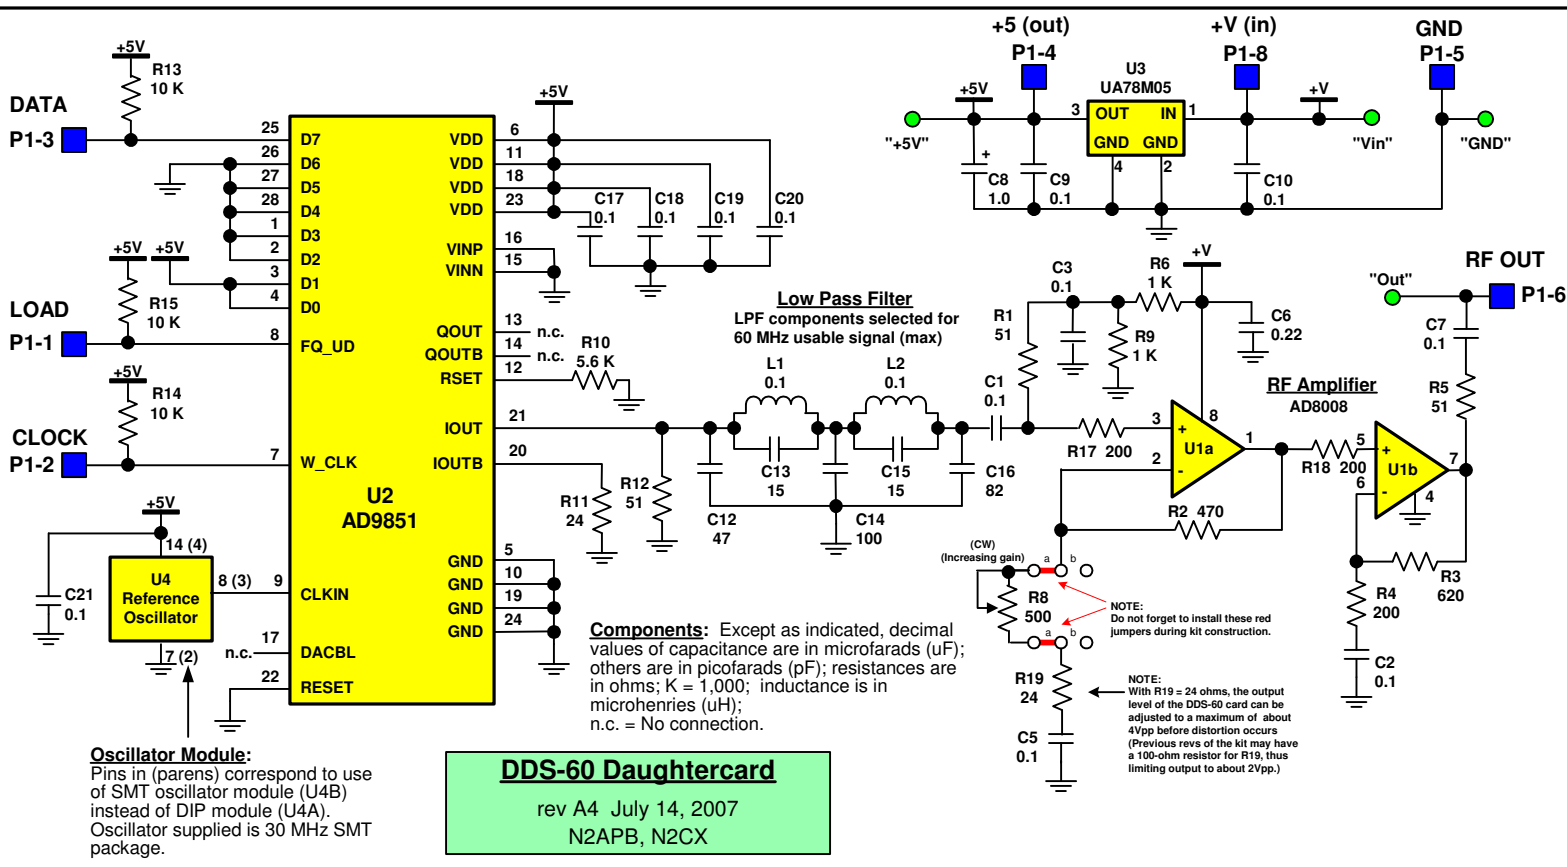 +5 (out)
P1-4
+V (in)
P1-8
GND
P1-5
U3
UA78M05
+5V
3
OUT
IN
1
+V
"+5V"
"Vin"
"GND"
GND
GND
4
2
+
C8
1.0
C9
0.1
C10
0.1
+5V
R13
10 K
DATA
P1-3
25
D7
26
D6
27
D5
28
D4
1
D3
2
D2
3
D1
4
D0
+5V
+5V
R15
10 K
LOAD
P1-1
8
FQ_UD
+5V
R14
10 K
CLOCK
P1-2
7
W_CLK
U2
AD9851
+5V
14 (4)
C21
0.1
U4
Reference
Oscillator
8 (3)
9
CLKIN
7 (2)
n.c.
17
DACBL
22
RESET
+5V
VDD
6
VDD
11
VDD
18
VDD
23
C17
0.1
C18
0.1
C19
0.1
C20
0.1
VINP
16
VINN
15
QOUT
13
n.c.
QOUTB
14
n.c.
RSET
12
R10
5.6 K
IOUT
21
IOUTB
20
R11
24
R12
51
GND
5
GND
10
GND
19
GND
24
Low Pass Filter
LPF components selected for
60 MHz usable signal (max)
L1
0.1
L2
0.1
C13
15
C15
15
C12
47
C14
100
C16
82
C1
0.1
R1
51
C3
0.1
R6
1 K
R9
1 K
+V
C6
0.22
R17 200
3
+
2
-
8
U1a
1
R2 470
RF Amplifier
AD8008
R18 200
5
+
6
-
U1b
7
4
R5
51
C7
0.1
"Out"
RF OUT
P1-6
R3
620
R4
200
C2
0.1
(CW)
(Increasing gain)
a
b
R8
500
a
b
NOTE:
Do not forget to install these red
jumpers during kit construction.
R19
24
C5
0.1
NOTE:
With R19 = 24 ohms, the output
level of the DDS-60 card can be
adjusted to a maximum of about
4Vpp before distortion occurs
(Previous revs of the kit may have
a 100-ohm resistor for R19, thus
limiting output to about 2Vpp.)
Components: Except as indicated, decimal
values of capacitance are in microfarads (uF);
others are in picofarads (pF); resistances are
in ohms; K = 1,000; inductance is in
microhenries (uH);
n.c. = No connection.
Oscillator Module:
Pins in (parens) correspond to use
of SMT oscillator module (U4B)
instead of DIP module (U4A).
Oscillator supplied is 30 MHz SMT
package.
DDS-60 Daughtercard
rev A4 July 14, 2007
N2APB, N2CX